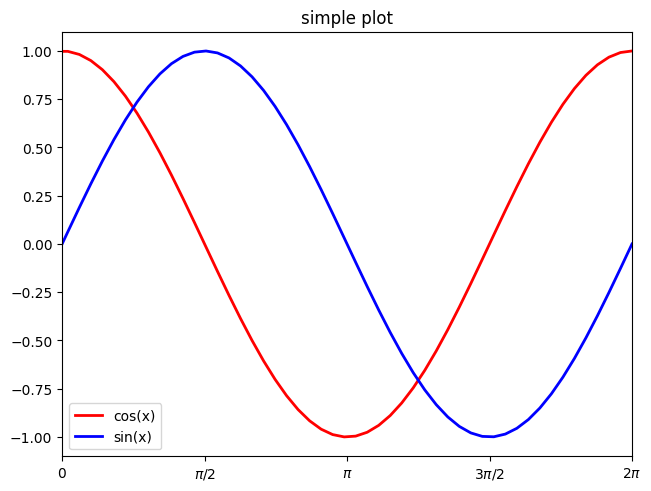 simple plot
1.00
0.75
0.50
0.25
0.00
−0.25
−0.50
−0.75
−1.00
cos(x)
sin(x)
0
π/2
π
3π/2
2π